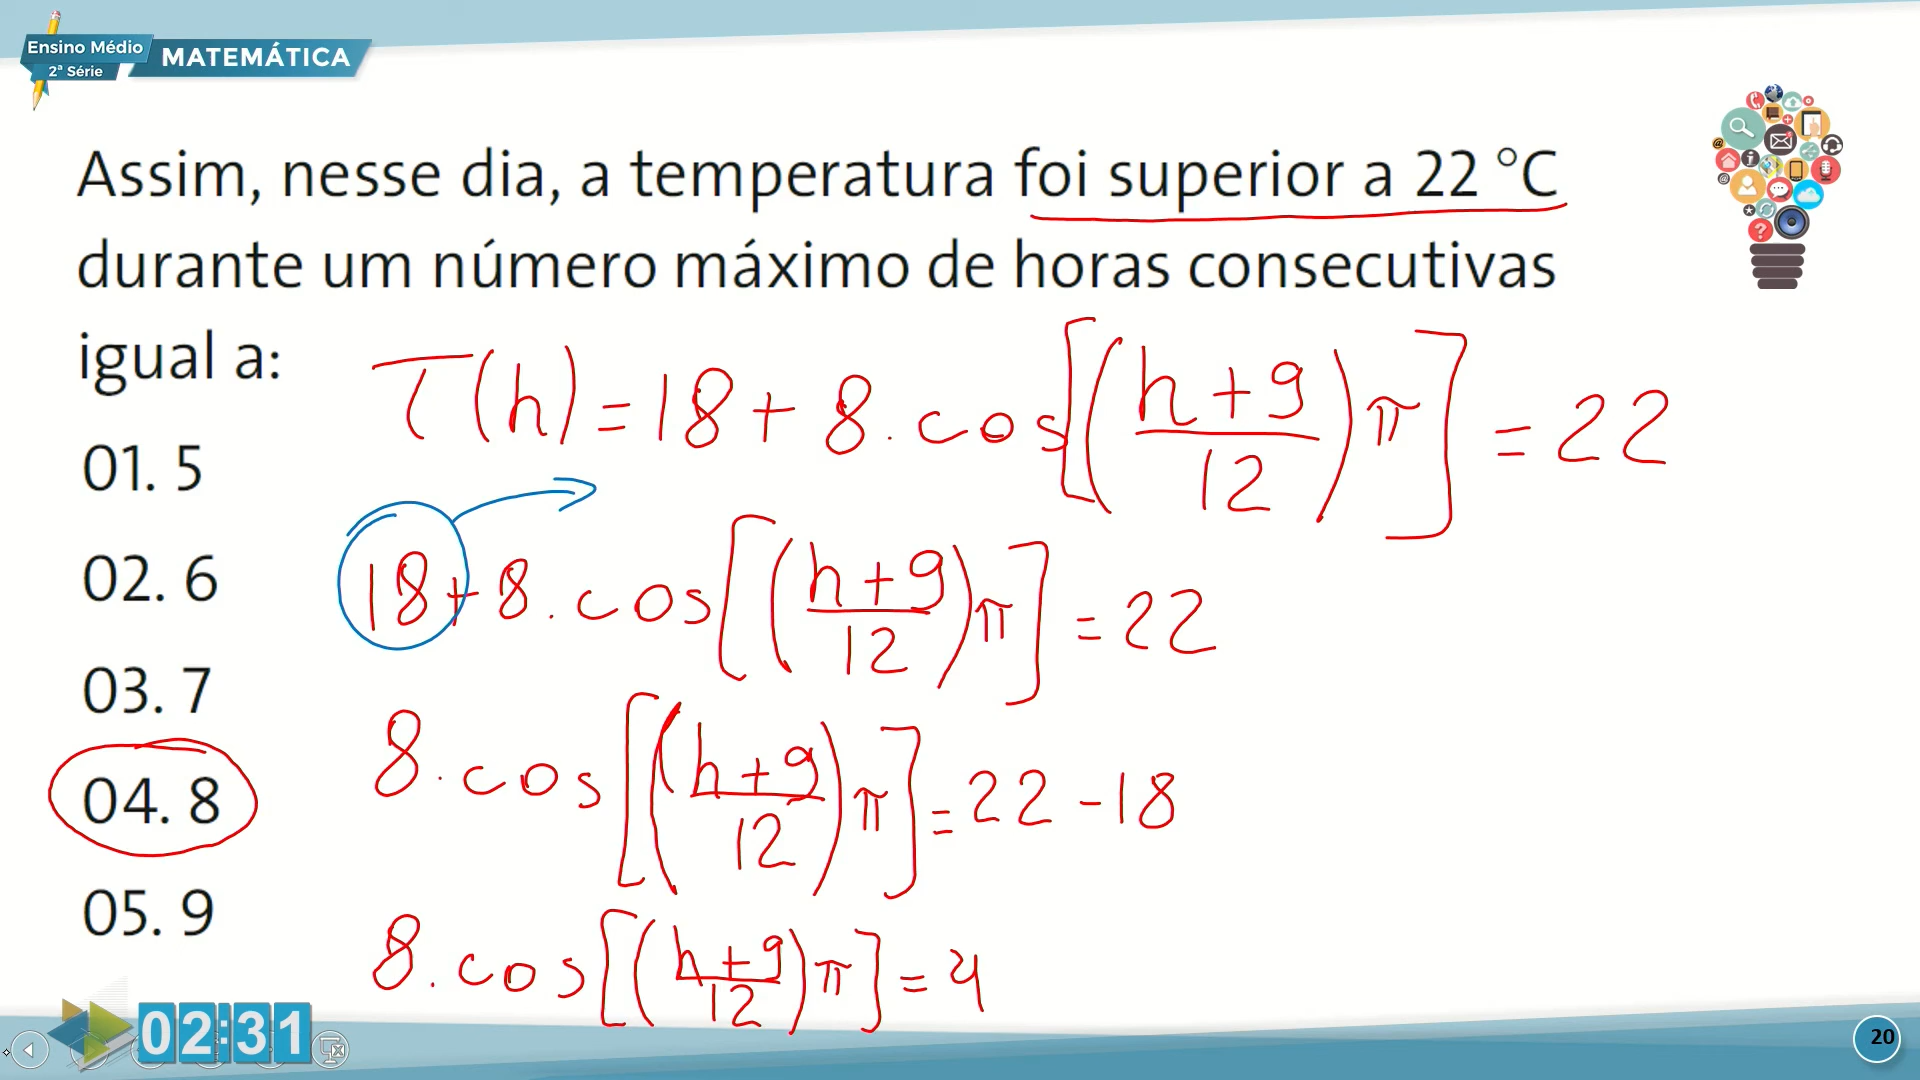 Ensino Médio
2ª Série
MATEMÁTICA
Assim, nesse dia, a temperatura foi superior a 22 °C
durante um número máximo de horas consecutivas
igual a:
T(h) = 18 + 8 . cos[((h + 9)/12)π] = 22
01. 5
18 + 8 . cos[((h + 9)/12)π] = 22
02. 6
03. 7
8 . cos[((h + 9)/12)π] = 22 - 18
04. 8
05. 9
8 . cos[((h + 9)/12)π] = 4
02:31
20